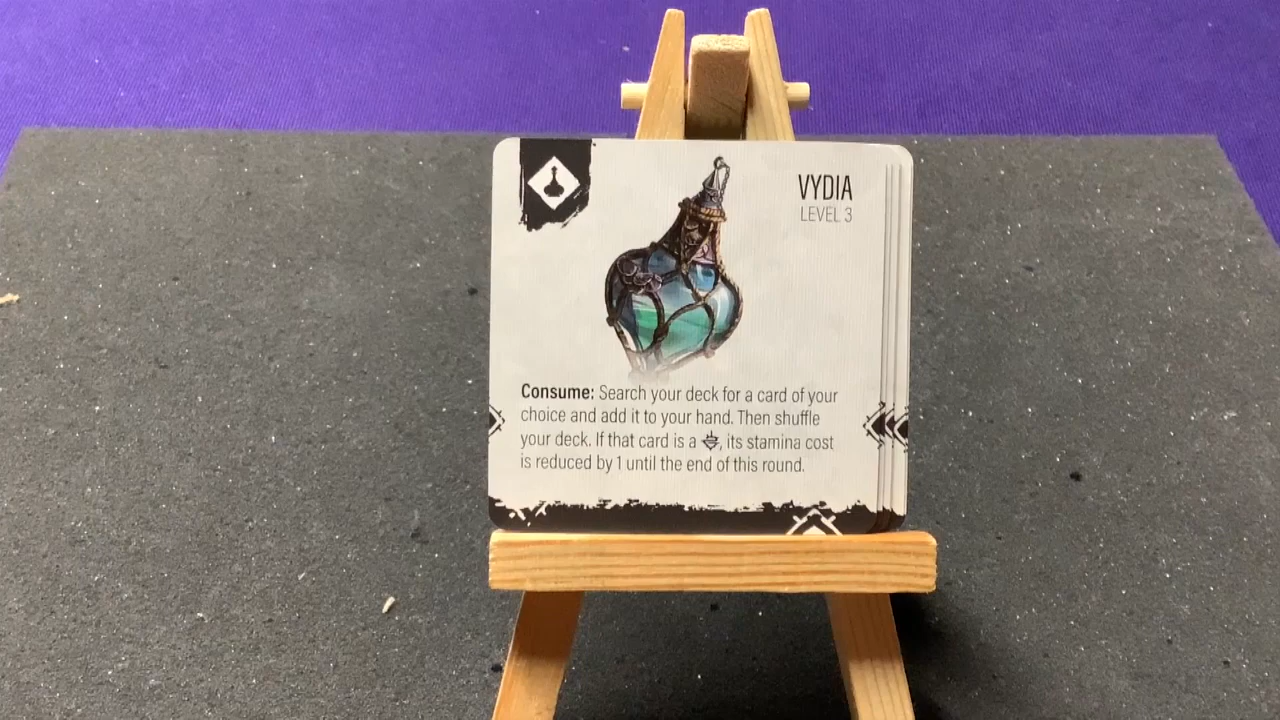 VYDIA
LEVEL 3
Consume: Search your deck for a card of your
choice and add it to your hand. Then shuffle
your deck. If that card is a , its stamina cost
is reduced by 1 until the end of this round.